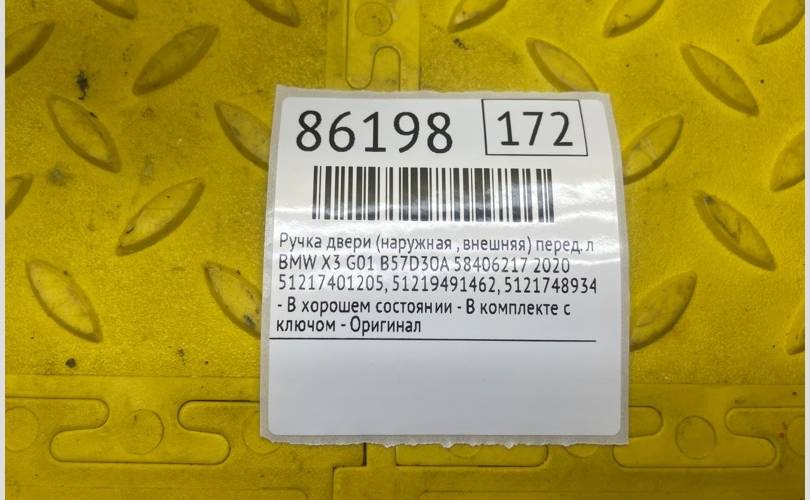 86198 172
Ручка двери (наружная , внешняя) перед. л
BMW X3 G01 B57D30A 58406217 2020
51217401205, 51219491462, 5121748934
- В хорошем состоянии - В комплекте с
ключом - Оригинал